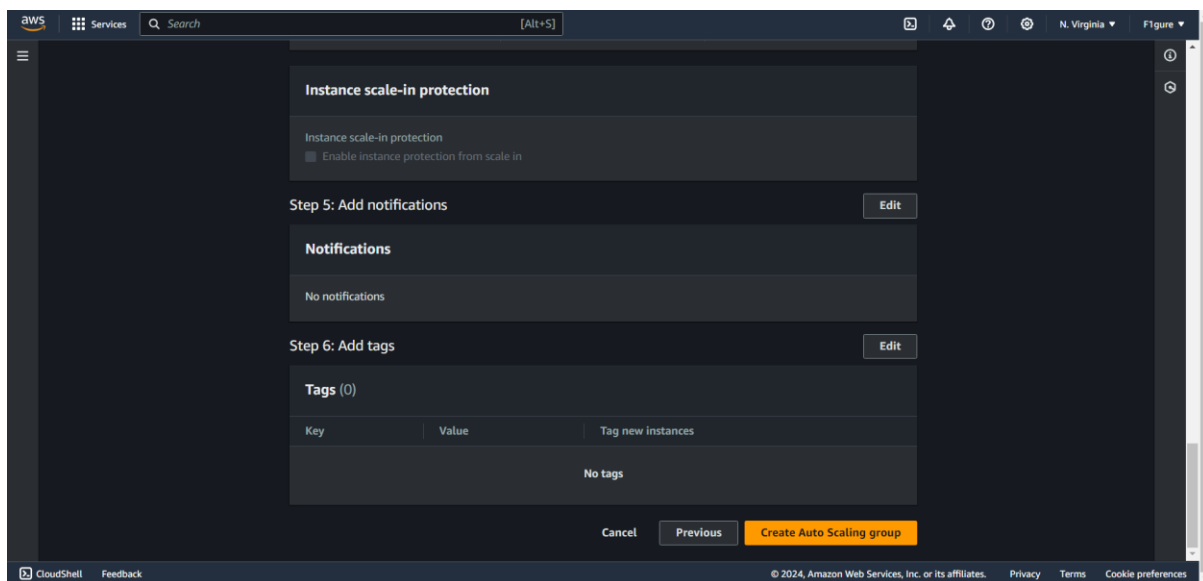 aws Services Search [Alt+S] N. Virginia F1gure
Instance scale-in protection
Instance scale-in protection
Enable instance protection from scale in
Step 5: Add notifications Edit
Notifications
No notifications
Step 6: Add tags Edit
Tags (0)
Key Value Tag new instances
No tags
Cancel Previous Create Auto Scaling group
CloudShell Feedback © 2024, Amazon Web Services, Inc. or its affiliates. Privacy Terms Cookie preferences